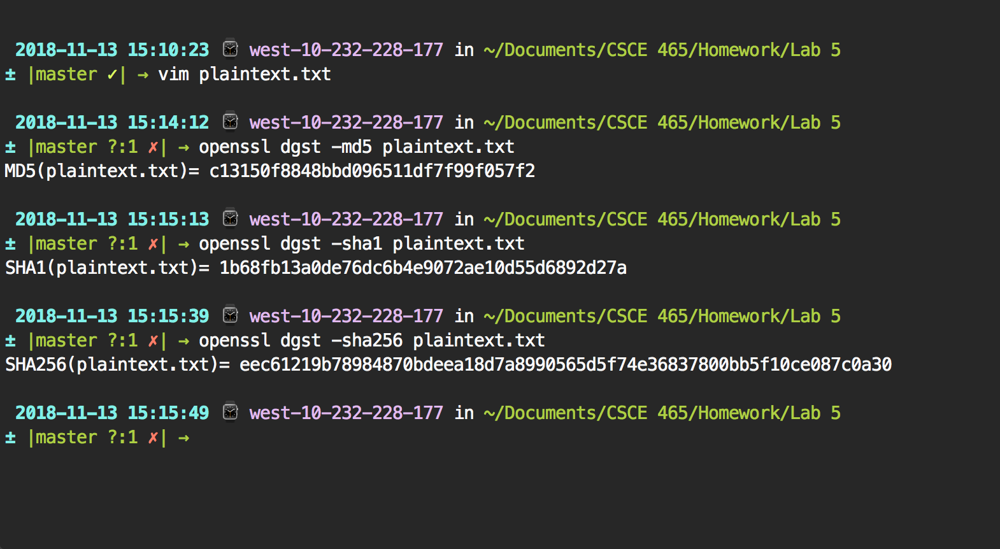 2018-11-13 15:10:23 ⌚ west-10-232-228-177 in ~/Documents/CSCE 465/Homework/Lab 5
± |master ✓| → vim plaintext.txt
2018-11-13 15:14:12 ⌚ west-10-232-228-177 in ~/Documents/CSCE 465/Homework/Lab 5
± |master ?:1 ✗| → openssl dgst -md5 plaintext.txt
MD5(plaintext.txt)= c13150f8848bbd096511df7f99f057f2
2018-11-13 15:15:13 ⌚ west-10-232-228-177 in ~/Documents/CSCE 465/Homework/Lab 5
± |master ?:1 ✗| → openssl dgst -sha1 plaintext.txt
SHA1(plaintext.txt)= 1b68fb13a0de76dc6b4e9072ae10d55d6892d27a
2018-11-13 15:15:39 ⌚ west-10-232-228-177 in ~/Documents/CSCE 465/Homework/Lab 5
± |master ?:1 ✗| → openssl dgst -sha256 plaintext.txt
SHA256(plaintext.txt)= eec61219b78984870bdeea18d7a8990565d5f74e36837800bb5f10ce087c0a30
2018-11-13 15:15:49 ⌚ west-10-232-228-177 in ~/Documents/CSCE 465/Homework/Lab 5
± |master ?:1 ✗| →